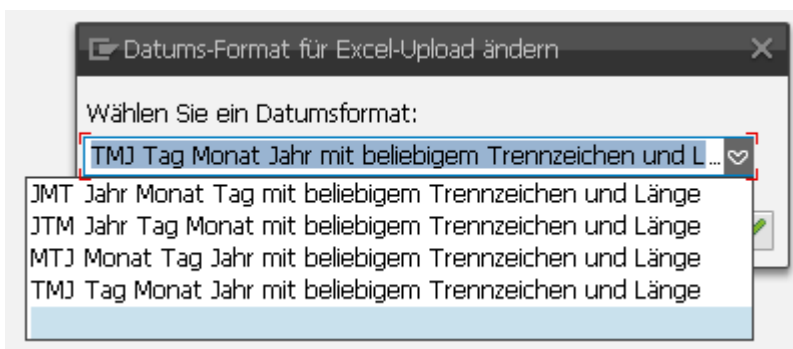 Datums-Format für Excel-Upload ändern
Wählen Sie ein Datumsformat:
TMJ Tag Monat Jahr mit beliebigem Trennzeichen und L...
JMT Jahr Monat Tag mit beliebigem Trennzeichen und Länge
JTM Jahr Tag Monat mit beliebigem Trennzeichen und Länge
MTJ Monat Tag Jahr mit beliebigem Trennzeichen und Länge
TMJ Tag Monat Jahr mit beliebigem Trennzeichen und Länge